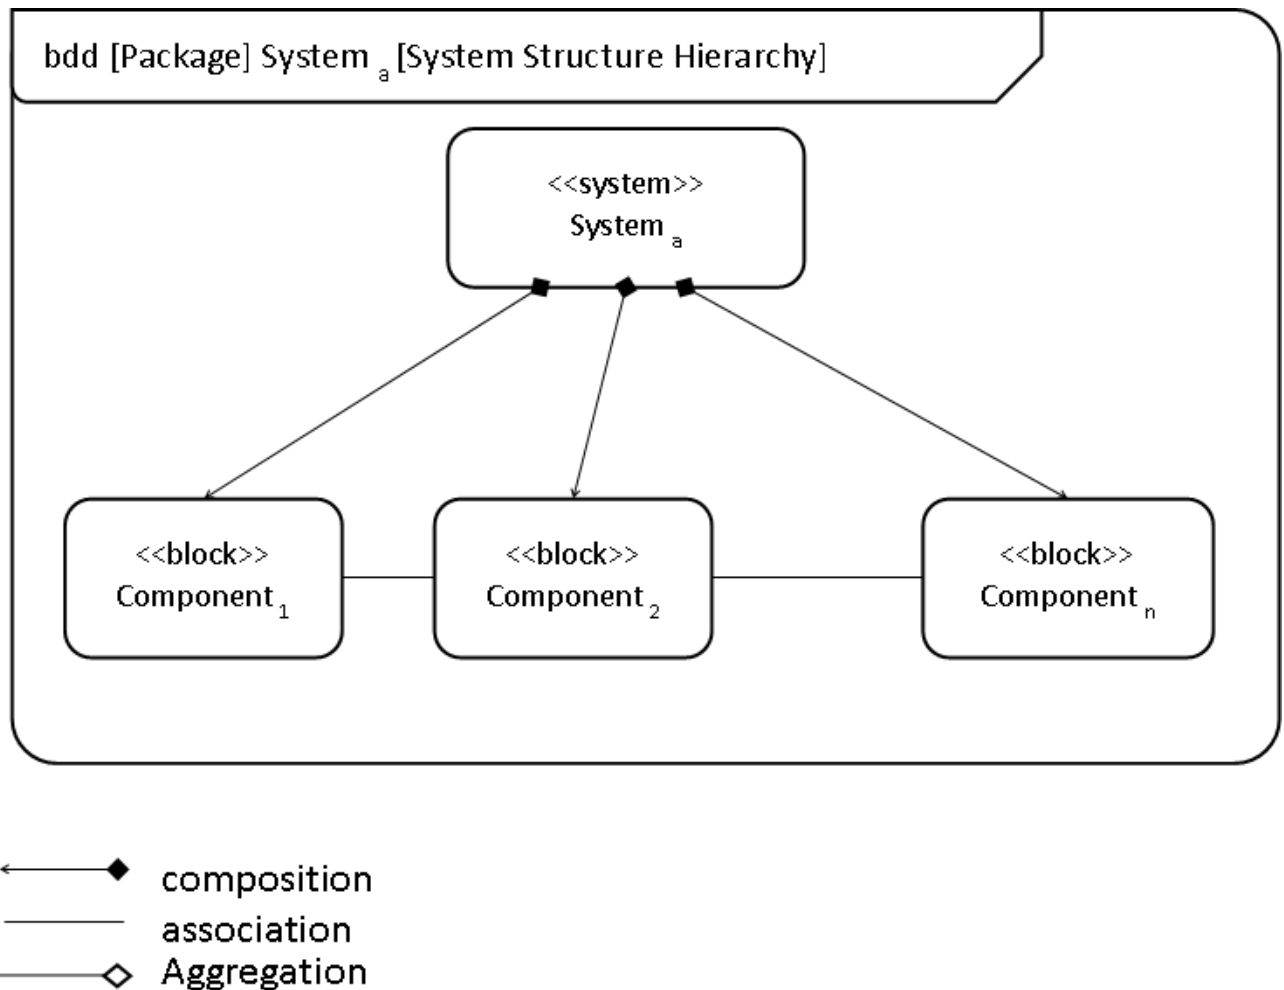 bdd [Package] System a [System Structure Hierarchy]
<<system>>
System a
<<block>>
Component 1
<<block>>
Component 2
<<block>>
Component n
composition
association
Aggregation